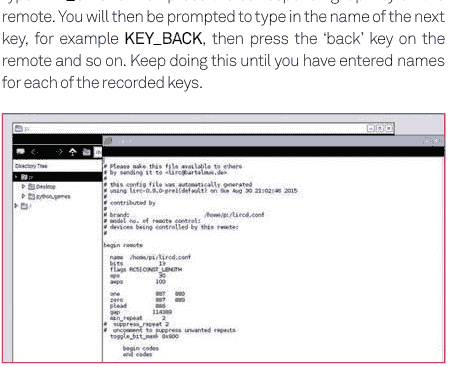 remote. You will then be prompted to type in the name of the next
key, for example KEY_BACK, then press the ‘back’ key on the
remote and so on. Keep doing this until you have entered names
for each of the recorded keys.
pi
Directory Tree
pi
Desktop
python_games
/
# Please make this file available to others
# by sending it to <lirc@bartelmus.de>
#
# this config file was automatically generated
# using lirc-0.9.0-pre1(default) on Sun Aug 30 21:02:46 2015
#
# contributed by
#
# brand: /home/pi/lircd.conf
# model no. of remote control:
# devices being controlled by this remote:
#
begin remote
name /home/pi/lircd.conf
bits 13
flags RC5|CONST_LENGTH
eps 30
aeps 100
one 887 889
zero 887 889
plead 886
gap 114389
min_repeat 2
# suppress_repeat 2
# uncomment to suppress unwanted repeats
toggle_bit_mask 0x800
begin codes
end codes